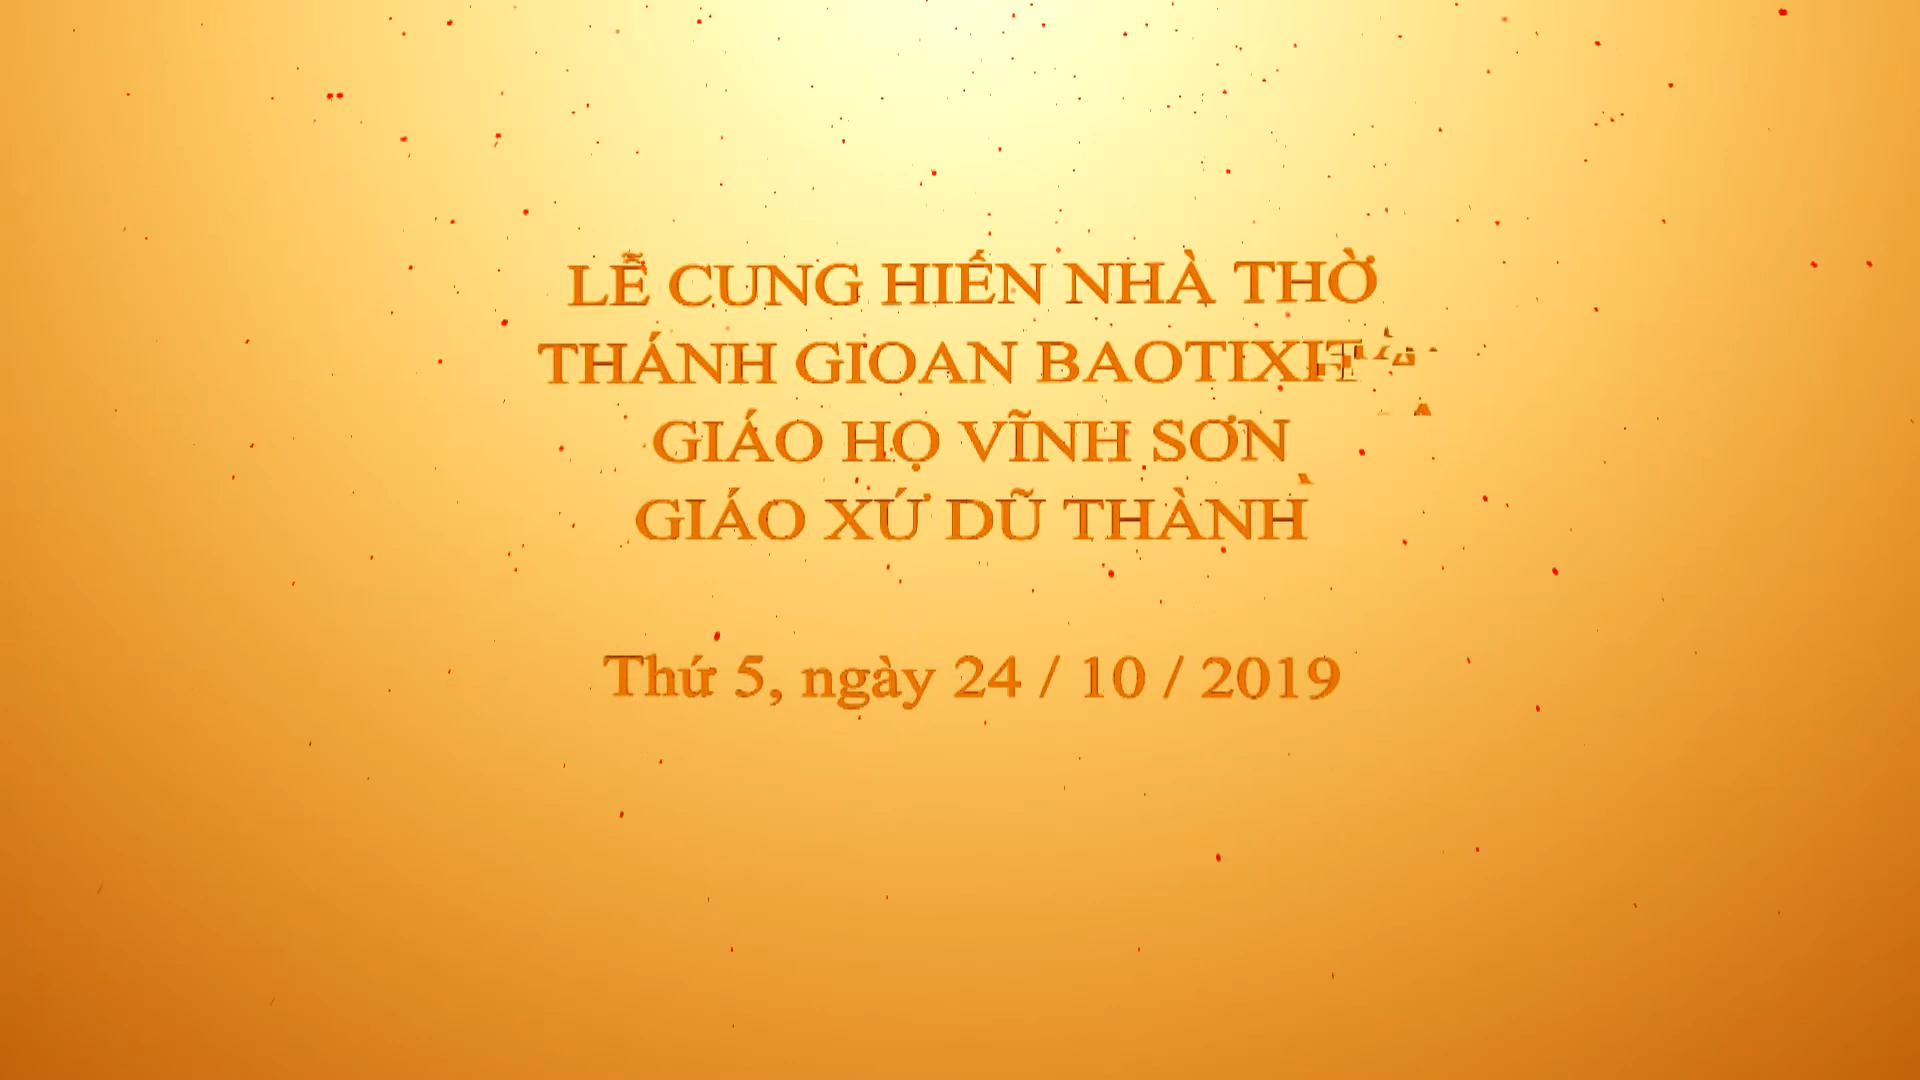 LỄ CUNG HIẾN NHÀ THỜ
THÁNH GIOAN BAOTIXIT
GIÁO HỌ VĨNH SƠN
GIÁO XỨ DŨ THÀNH
Thứ 5, ngày 24 / 10 / 2019